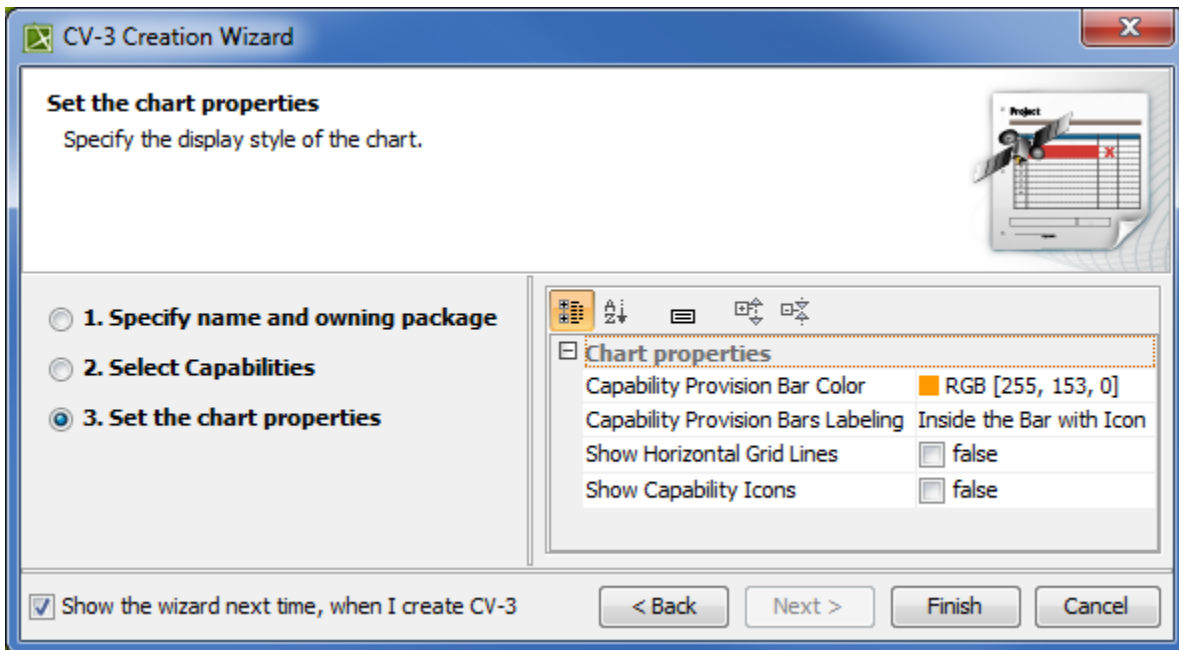 CV-3 Creation Wizard
Set the chart properties
Specify the display style of the chart.
Project
X
1. Specify name and owning package
2. Select Capabilities
3. Set the chart properties
Chart properties
Capability Provision Bar Color RGB [255, 153, 0]
Capability Provision Bars Labeling Inside the Bar with Icon
Show Horizontal Grid Lines false
Show Capability Icons false
Show the wizard next time, when I create CV-3
< Back Next > Finish Cancel